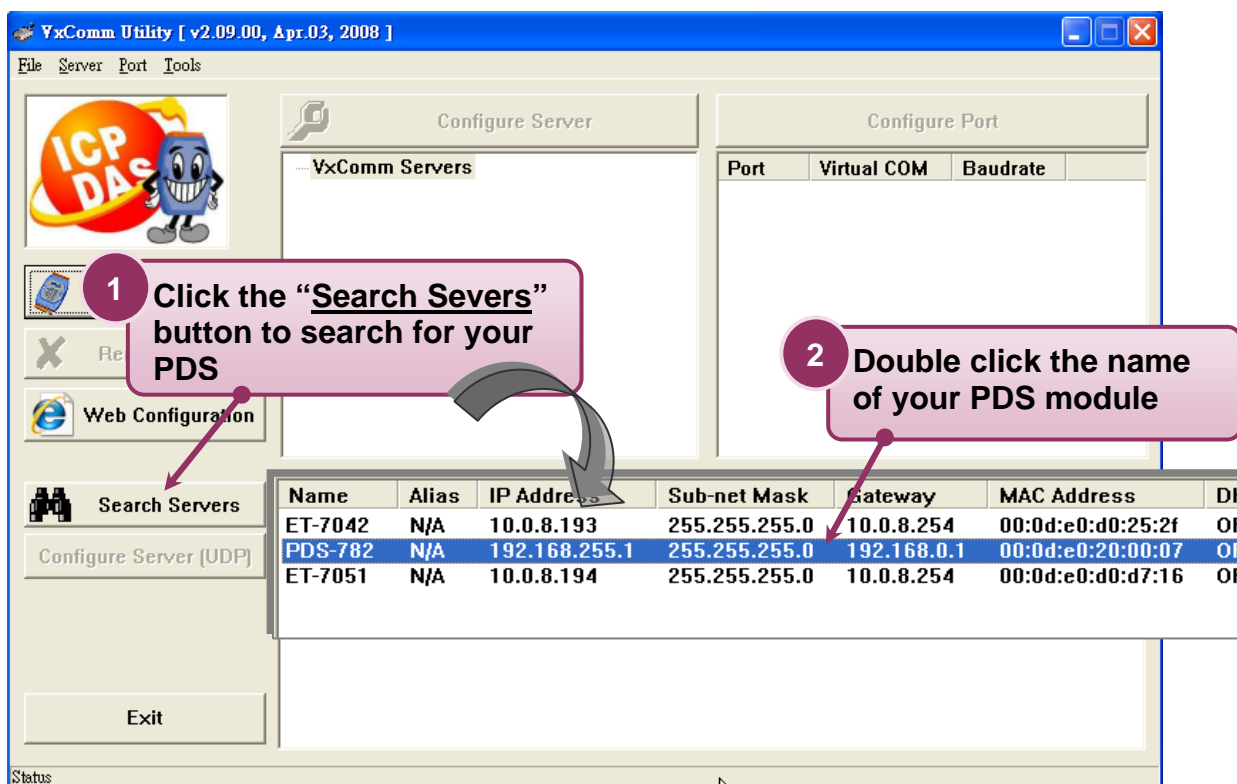 VxComm Utility [ v2.09.00, Apr.03, 2008 ]
File Server Port Tools
ICP DAS
Configure Server
Configure Port
VxComm Servers
Port Virtual COM Baudrate
1
Click the “Search Severs”
button to search for your
PDS
2
Double click the name
of your PDS module
Web Configuration
Search Servers
Configure Server (UDP)
Exit
Name Alias IP Address Sub-net Mask Gateway MAC Address
ET-7042 N/A 10.0.8.193 255.255.255.0 10.0.8.254 00:0d:e0:d0:25:2f
PDS-782 N/A 192.168.255.1 255.255.255.0 192.168.0.1 00:0d:e0:20:00:07
ET-7051 N/A 10.0.8.194 255.255.255.0 10.0.8.254 00:0d:e0:d0:d7:16
Status